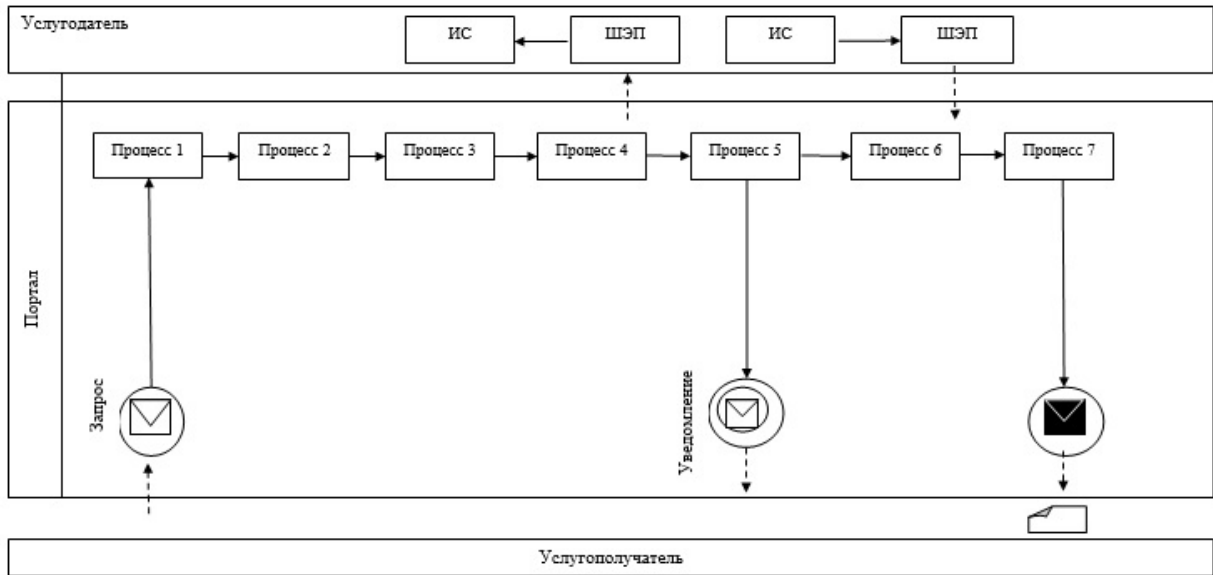 Услугодатель
ИС
ШЭП
ИС
ШЭП
Портал
Процесс 1
Процесс 2
Процесс 3
Процесс 4
Процесс 5
Процесс 6
Процесс 7
Запрос
Уведомление
Услугополучатель